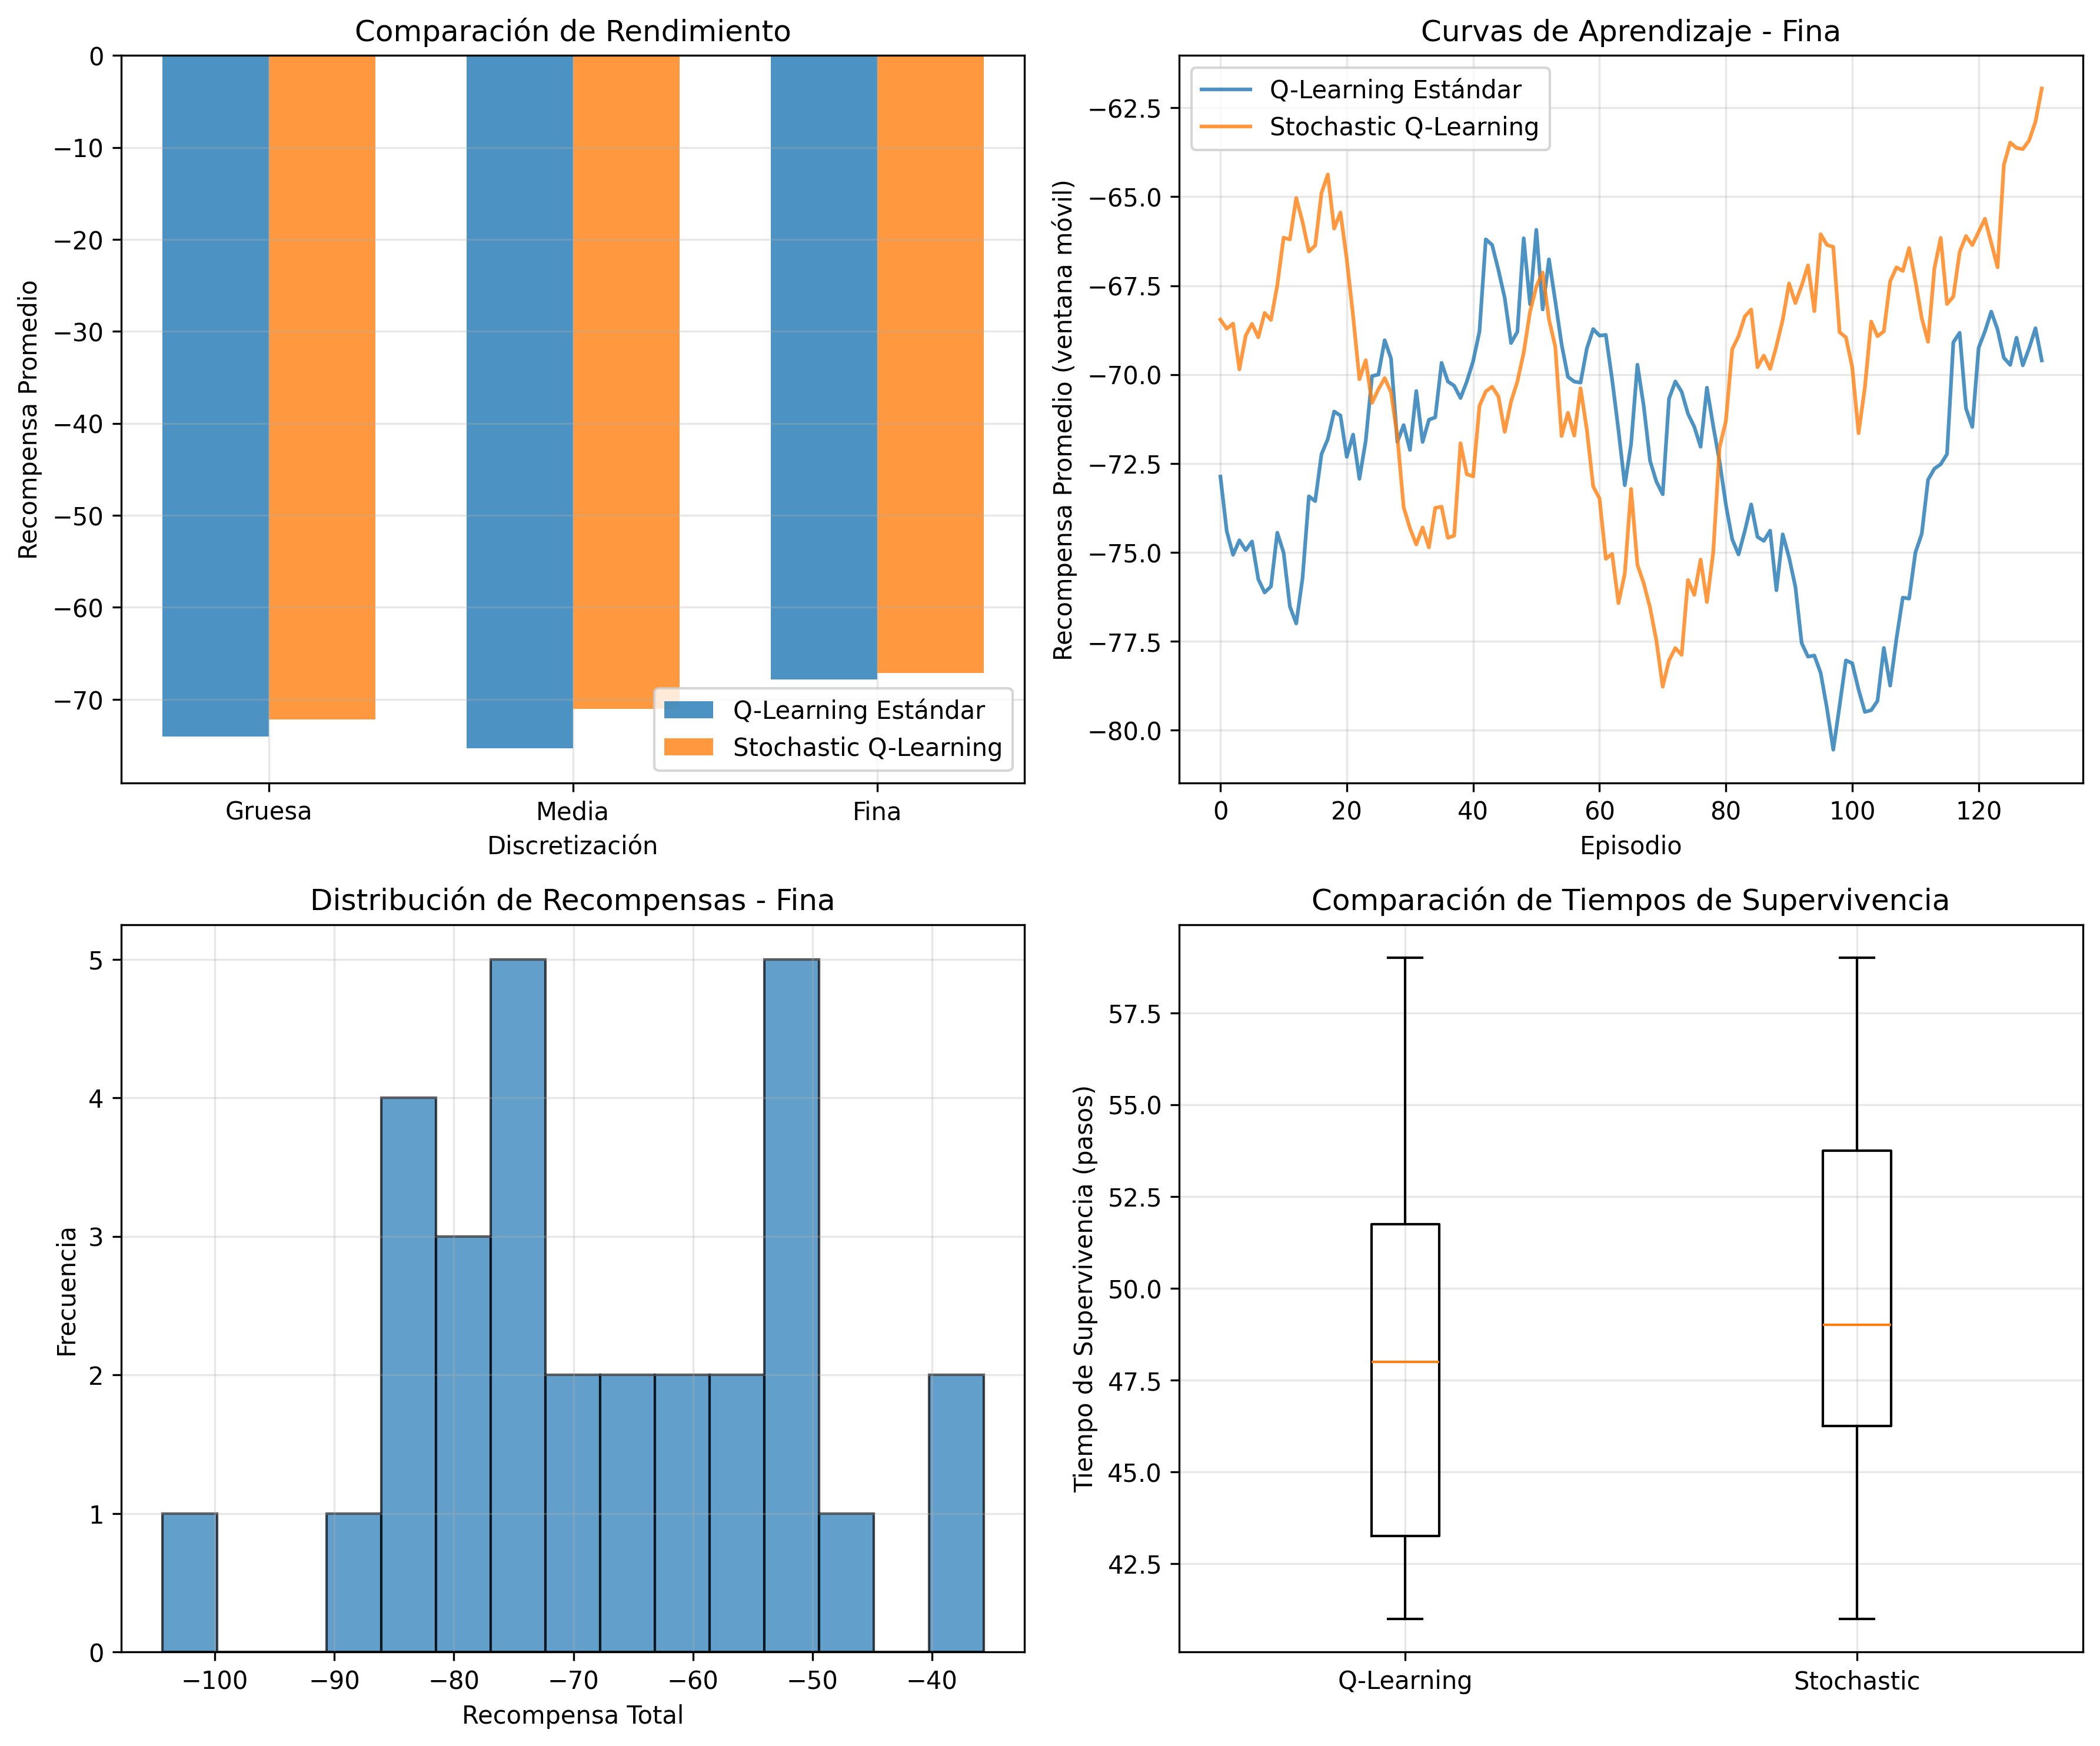 Comparación de Rendimiento
Recompensa Promedio
0
−10
−20
−30
−40
−50
−60
−70
Q-Learning Estándar
Stochastic Q-Learning
Gruesa
Media
Fina
Discretización
Curvas de Aprendizaje - Fina
Recompensa Promedio (ventana móvil)
Q-Learning Estándar
Stochastic Q-Learning
−62.5
−65.0
−67.5
−70.0
−72.5
−75.0
−77.5
−80.0
0
20
40
60
80
100
120
Episodio
Distribución de Recompensas - Fina
Frecuencia
5
4
3
2
1
0
−100
−90
−80
−70
−60
−50
−40
Recompensa Total
Comparación de Tiempos de Supervivencia
Tiempo de Supervivencia (pasos)
57.5
55.0
52.5
50.0
47.5
45.0
42.5
Q-Learning
Stochastic